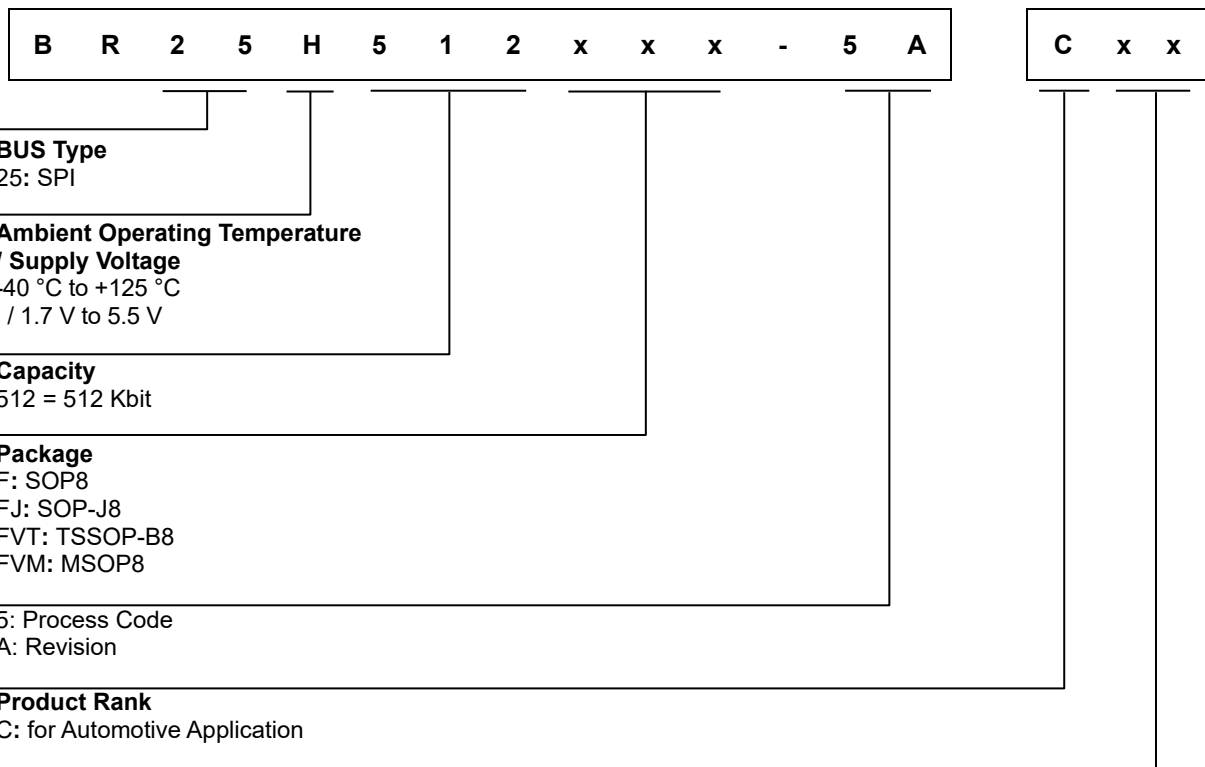 B R 2 5 H 5 1 2 x x x - 5 A C x x
BUS Type
25: SPI
Ambient Operating Temperature
/ Supply Voltage
-40 °C to +125 °C
/ 1.7 V to 5.5 V
Capacity
512 = 512 Kbit
Package
F: SOP8
FJ: SOP-J8
FVT: TSSOP-B8
FVM: MSOP8
5: Process Code
A: Revision
Product Rank
C: for Automotive Application